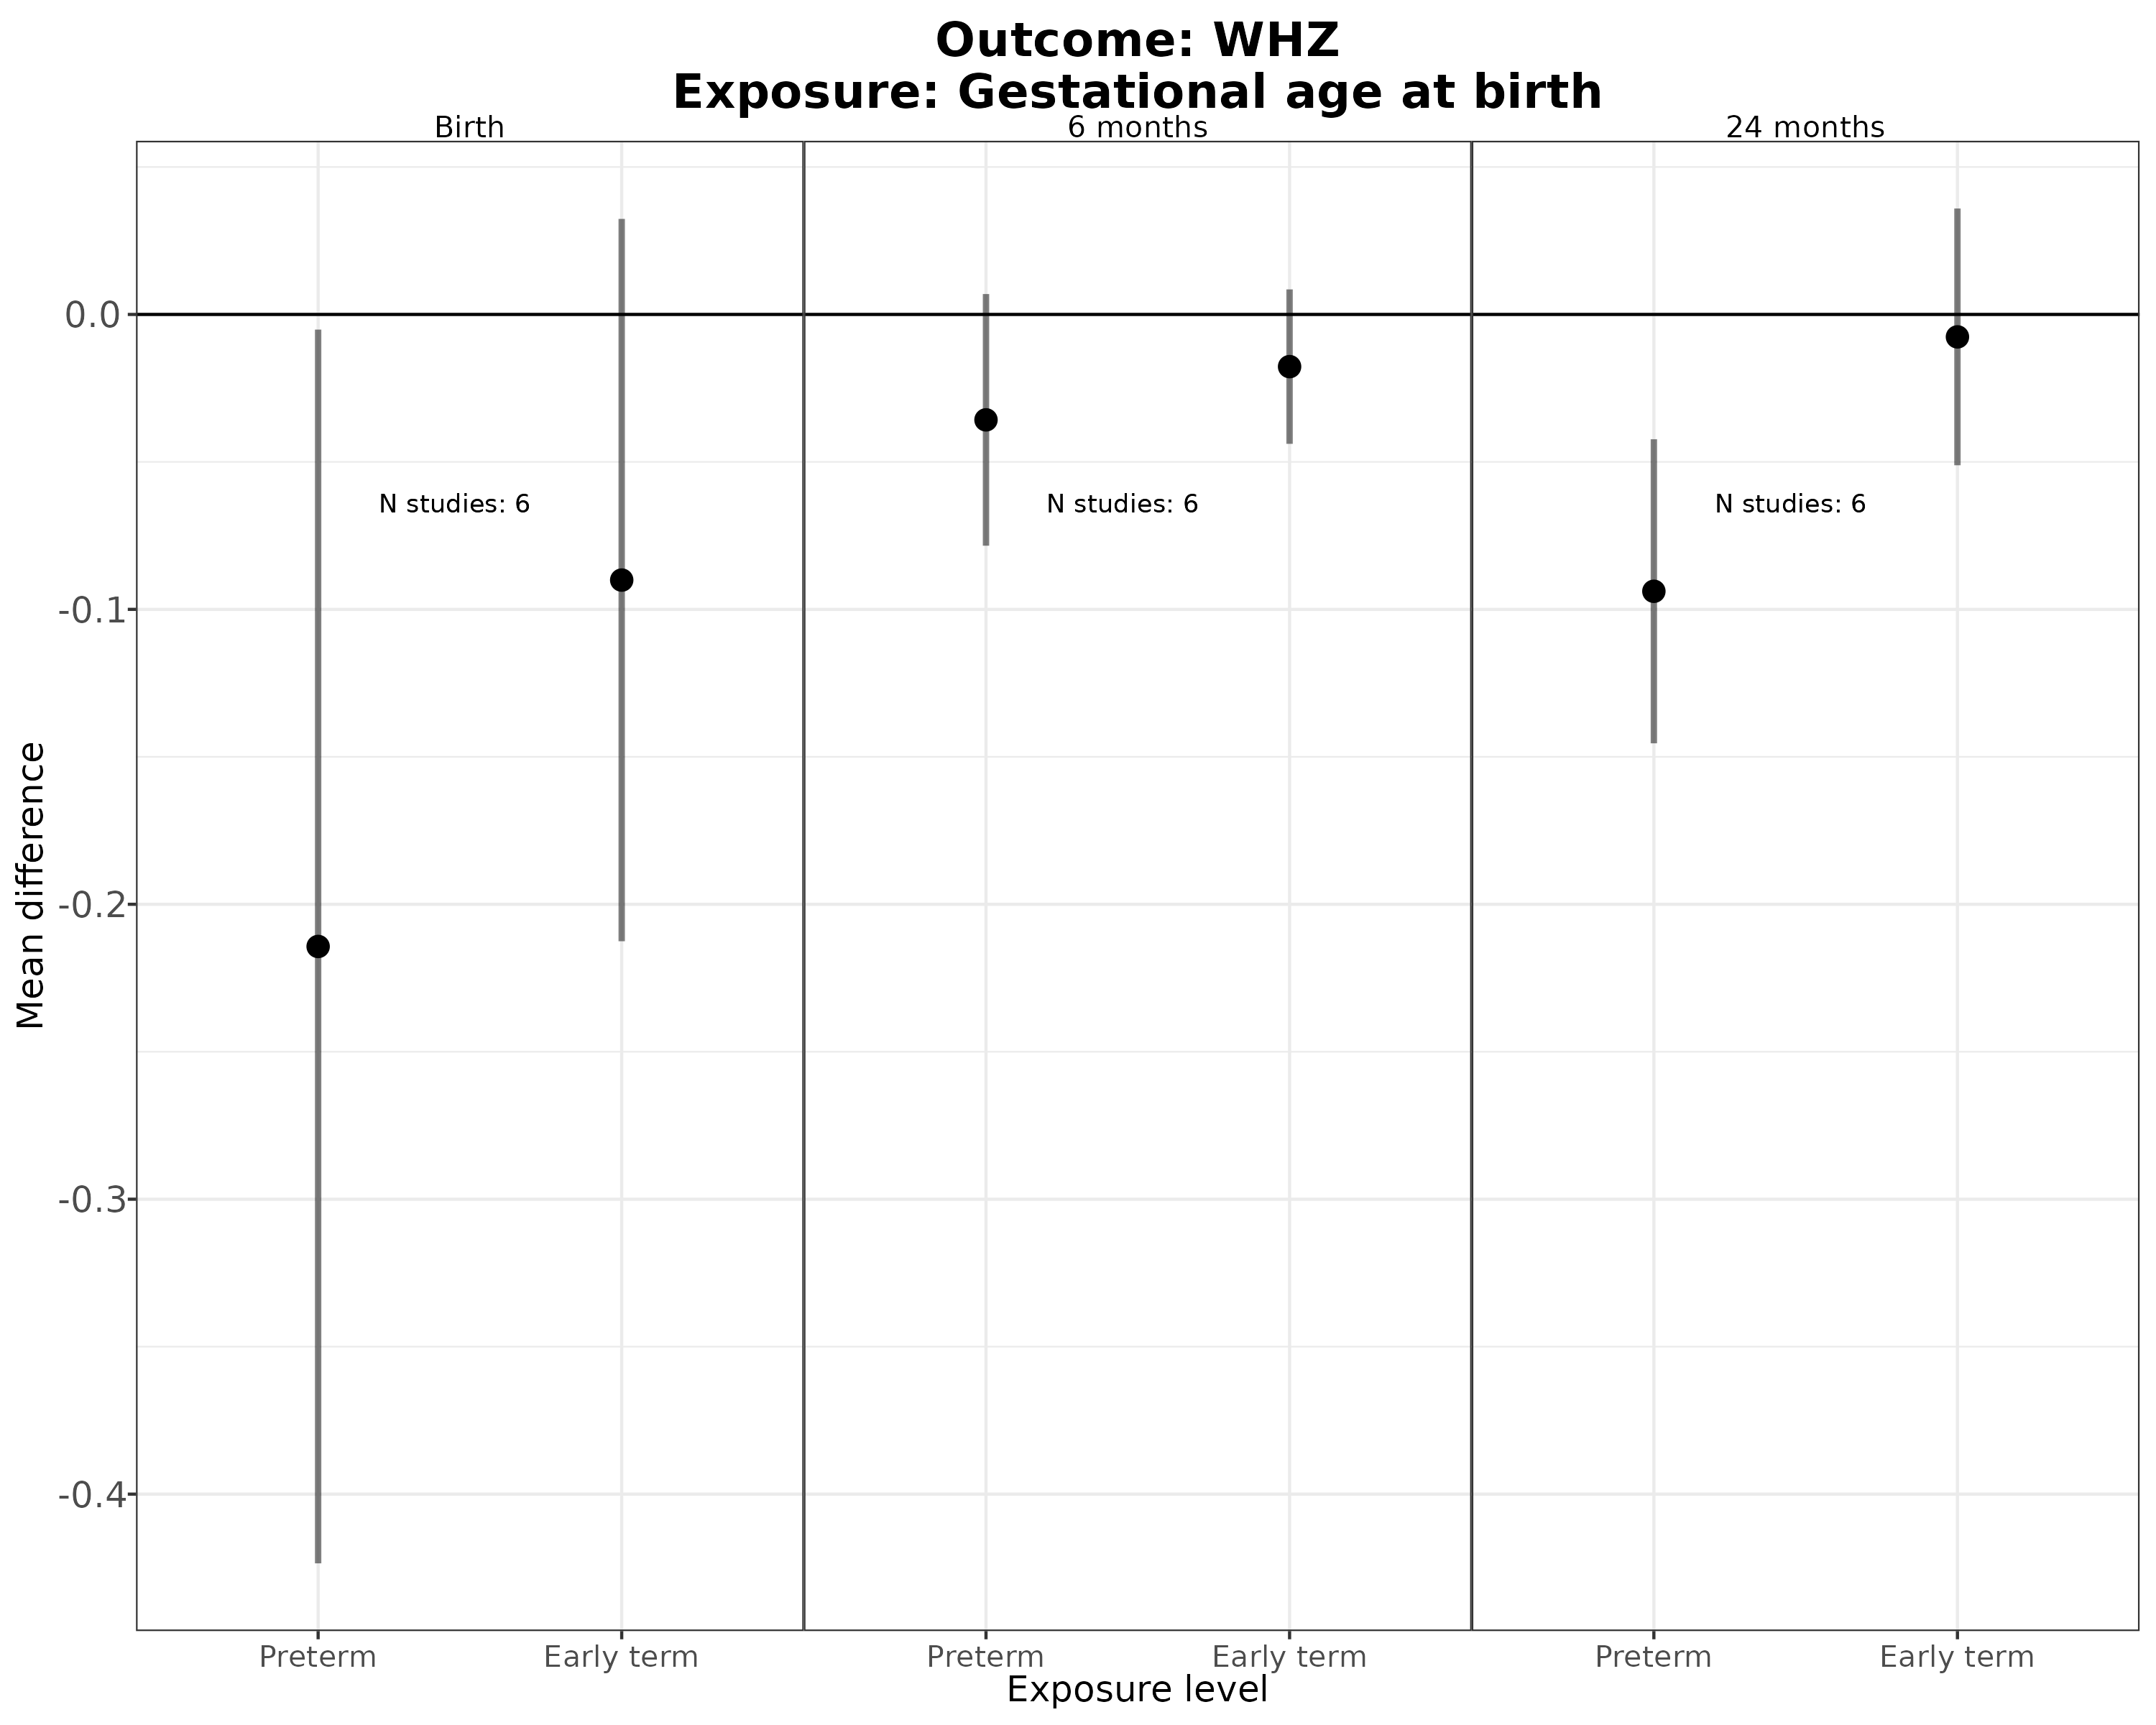 Outcome: WHZ
Exposure: Gestational age at birth
Birth
6 months
24 months
Mean difference
0.0
-0.1
-0.2
-0.3
-0.4
N studies: 6
N studies: 6
N studies: 6
Preterm
Early term
Preterm
Early term
Preterm
Early term
Exposure level